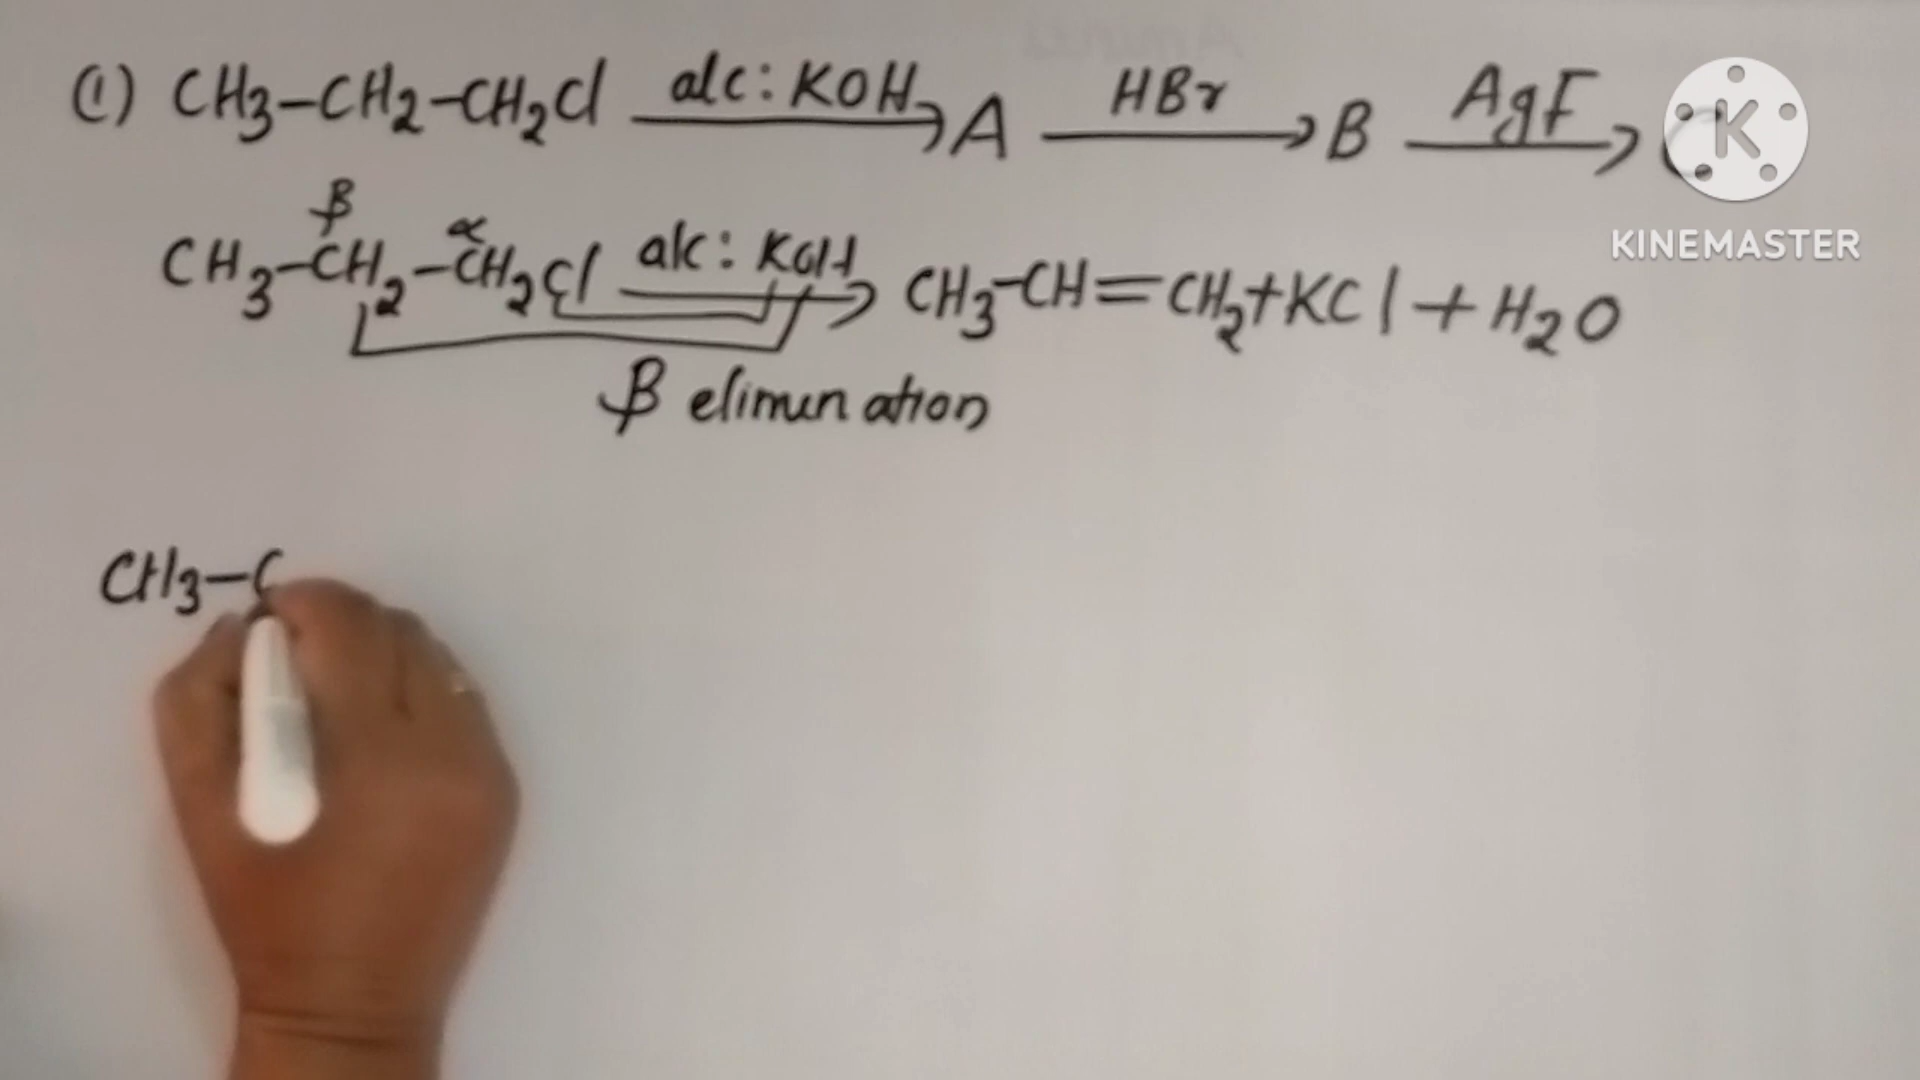 (1) CH3-CH2-CH2Cl alc: KOH → A HBr → B AgF → C
K
KINEMASTER
β α
CH3-CH2-CH2Cl alc: KOH → CH3-CH=CH2+KCl+H2O
β elimination
CH3-C